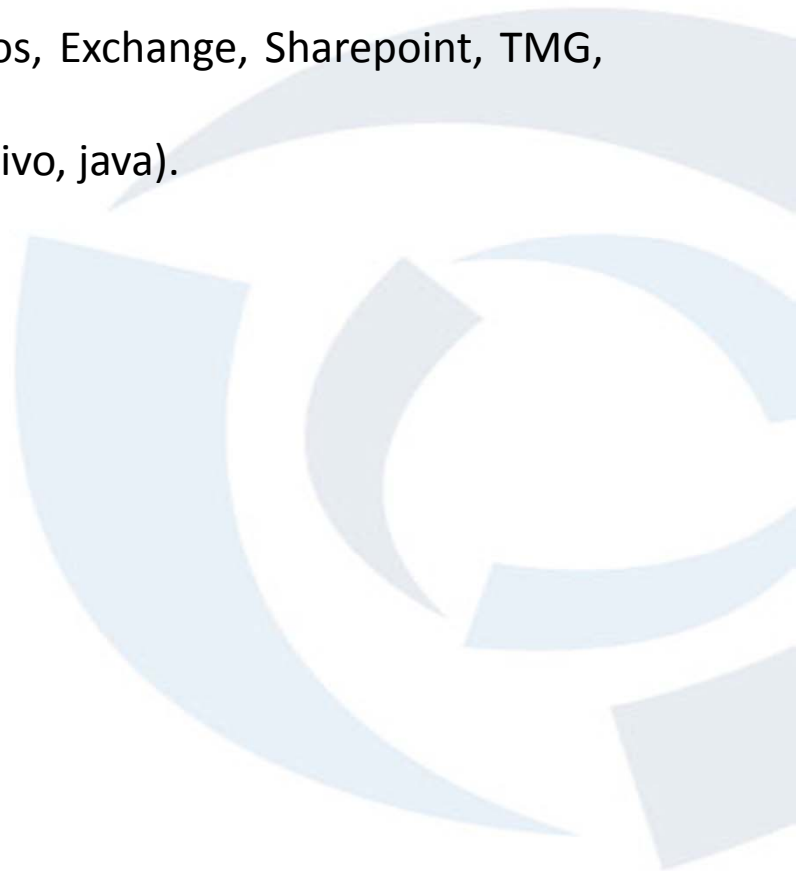 os, Exchange, Sharepoint, TMG,
ivo, java).